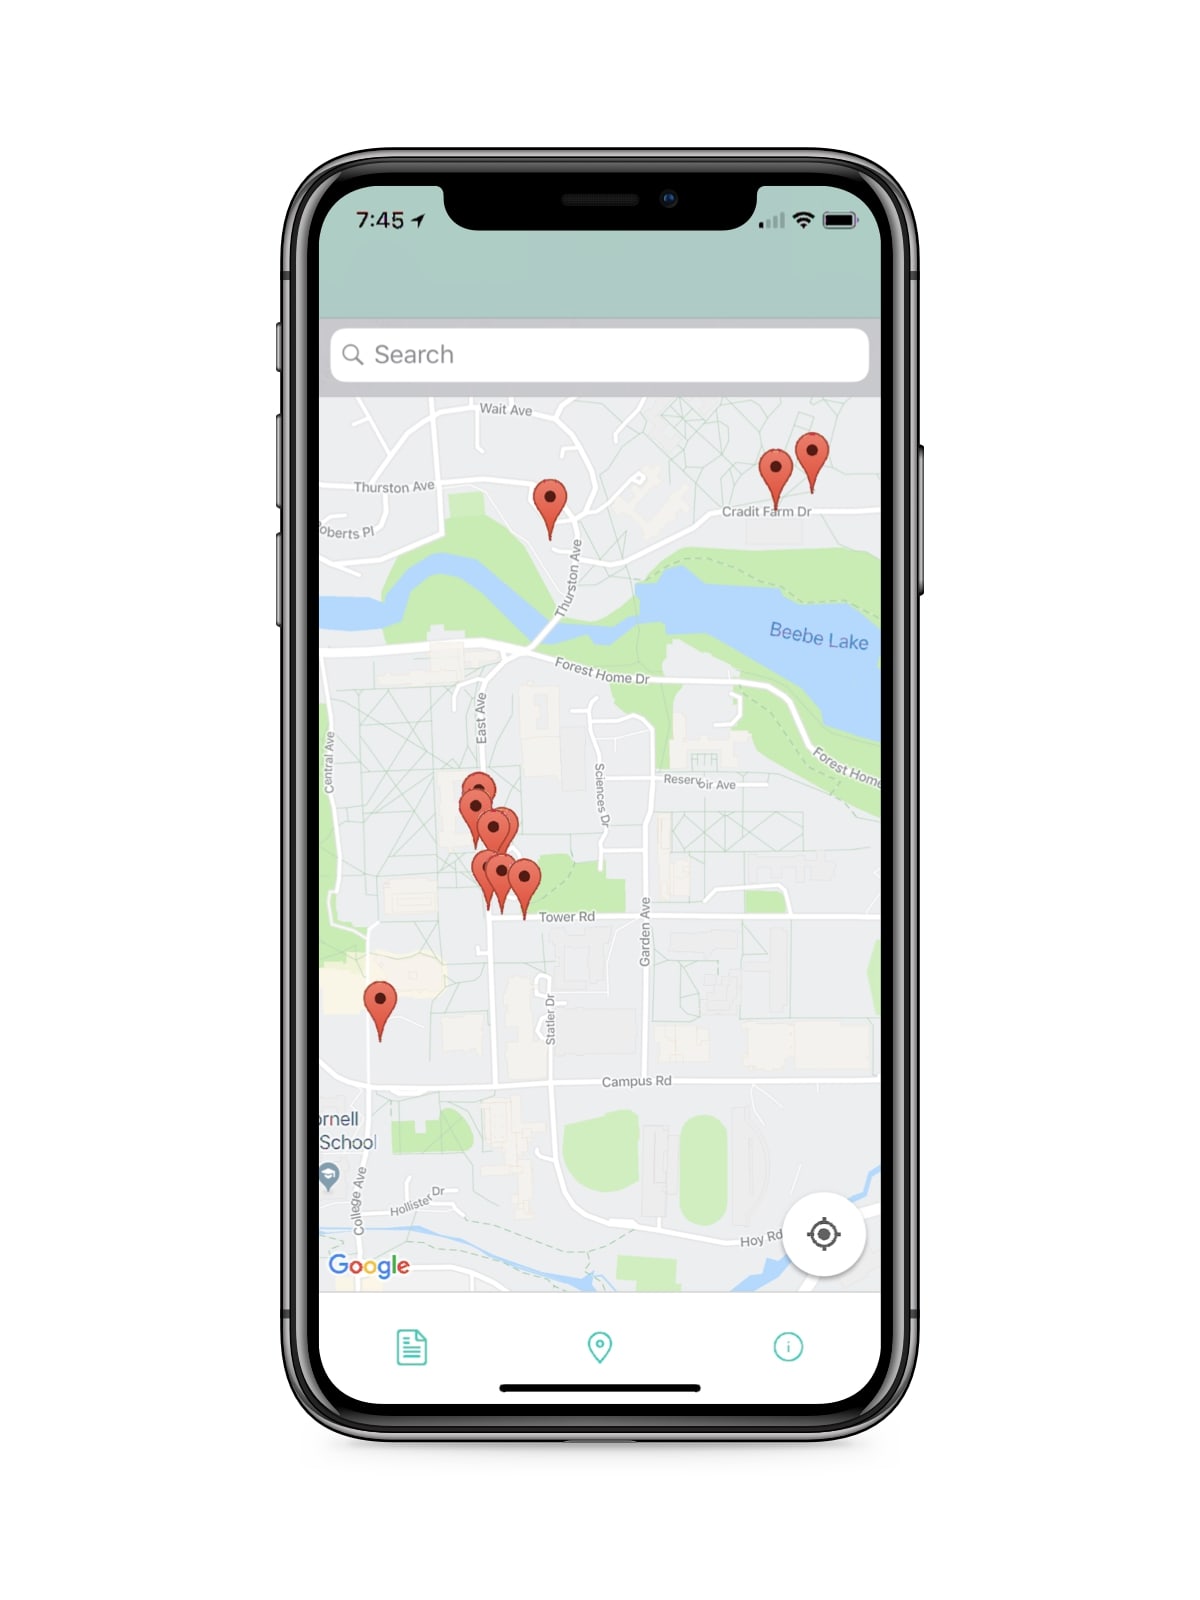 7:45
Search
Wait Ave
Thurston Ave
oberts Pl
Cradit Farm Dr
Thurston Ave
Beebe Lake
Forest Home Dr
East Ave
Central Ave
Sciences Dr
Reservoir Ave
Forest Home
Tower Rd
Garden Ave
Statler Dr
Campus Rd
ornell
School
College Ave
Hollister Dr
Hoy Rd
Google